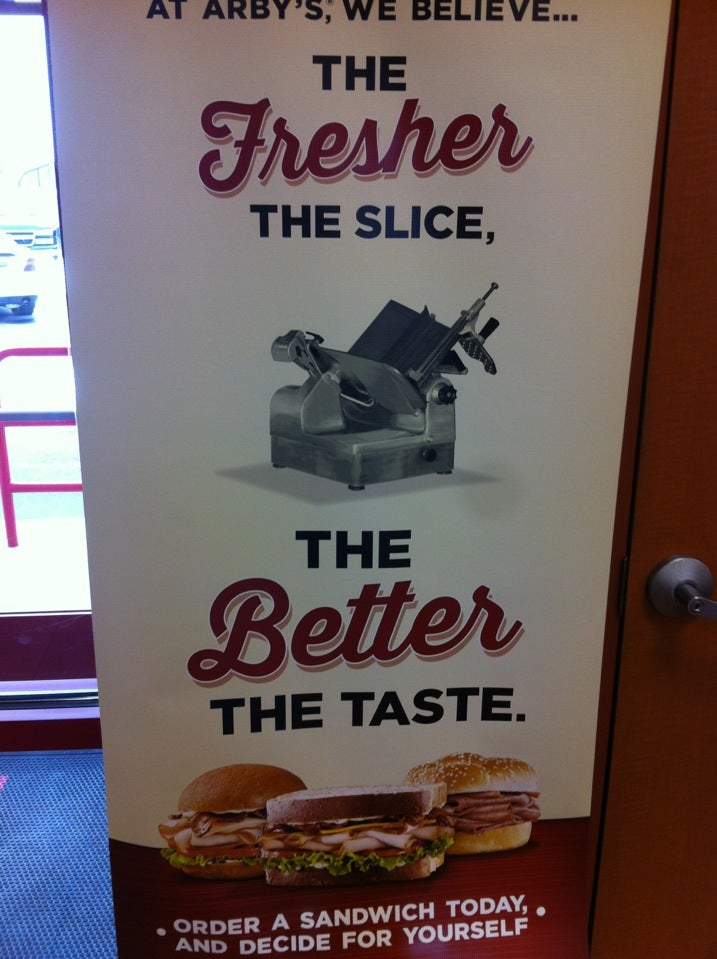 AT ARBY'S®, WE BELIEVE...
THE
Fresher
THE SLICE,
THE
Better
THE TASTE.
• ORDER A SANDWICH TODAY, •
AND DECIDE FOR YOURSELF